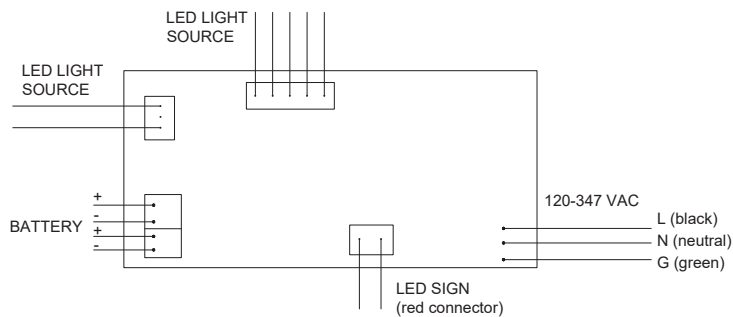 LED LIGHT
SOURCE
LED LIGHT
SOURCE
+
-
BATTERY
+
-
120-347 VAC
L (black)
N (neutral)
G (green)
LED SIGN
(red connector)